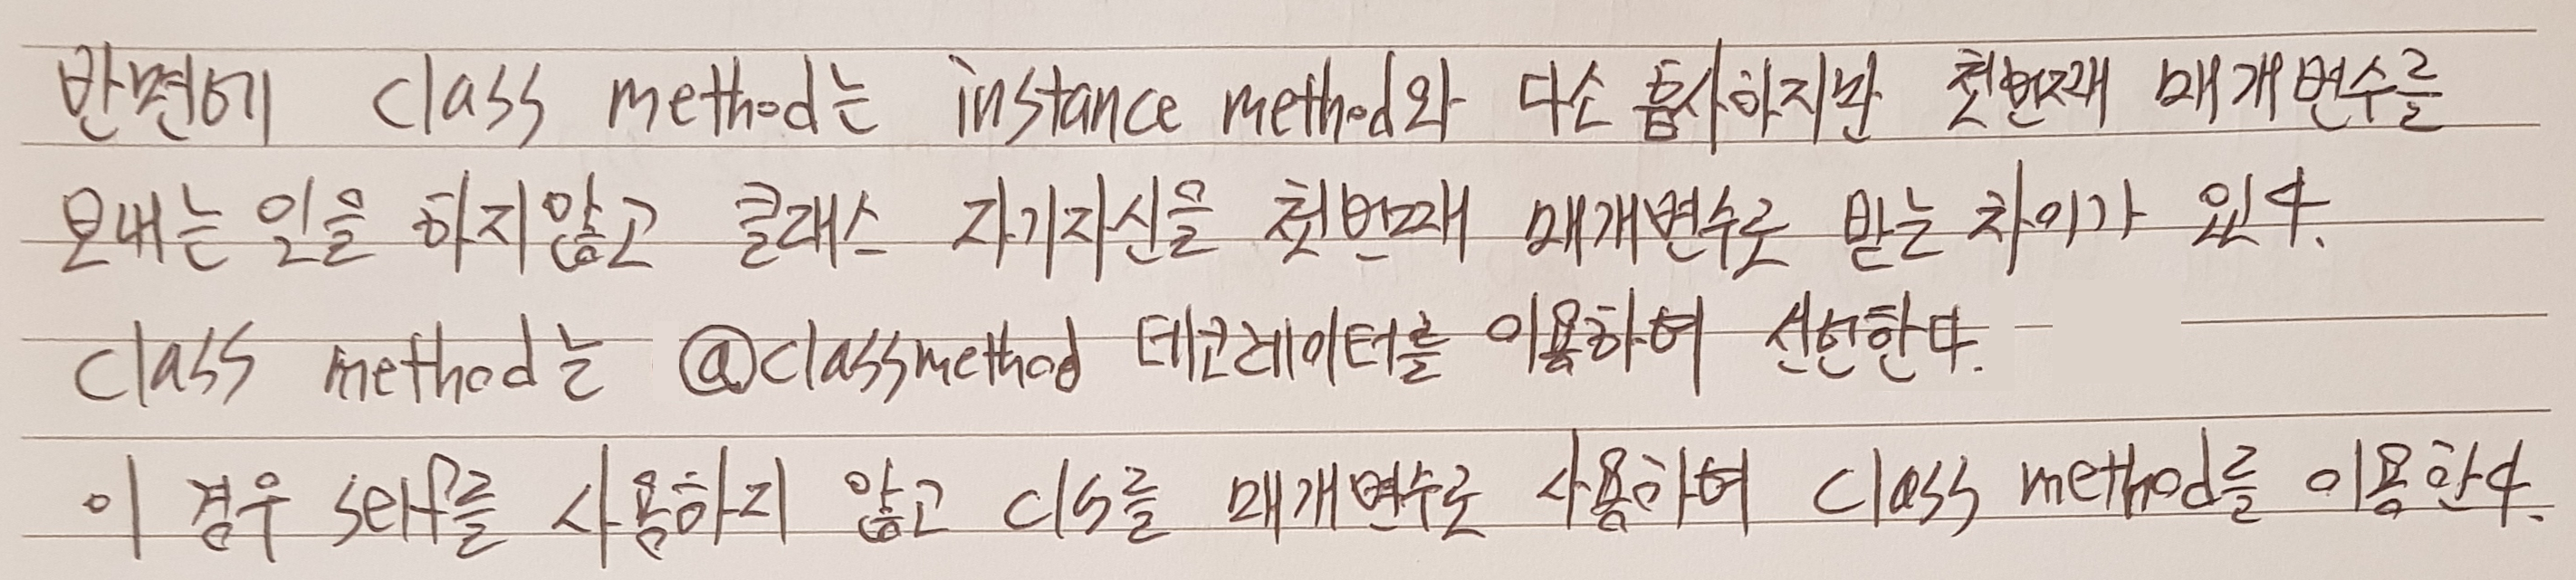 반면에 class method는 instance method와 다소 흡사하지만 첫번째 매개변수를
보내는 일을 하지않고 클래스 자기자신을 첫번째 매개변수로 받는 차이가 있다.
class method는 @classmethod 데코레이터를 이용하여 선언한다.
이 경우 self를 사용하지 않고 cls를 매개변수로 사용하여 class method를 이용한다.